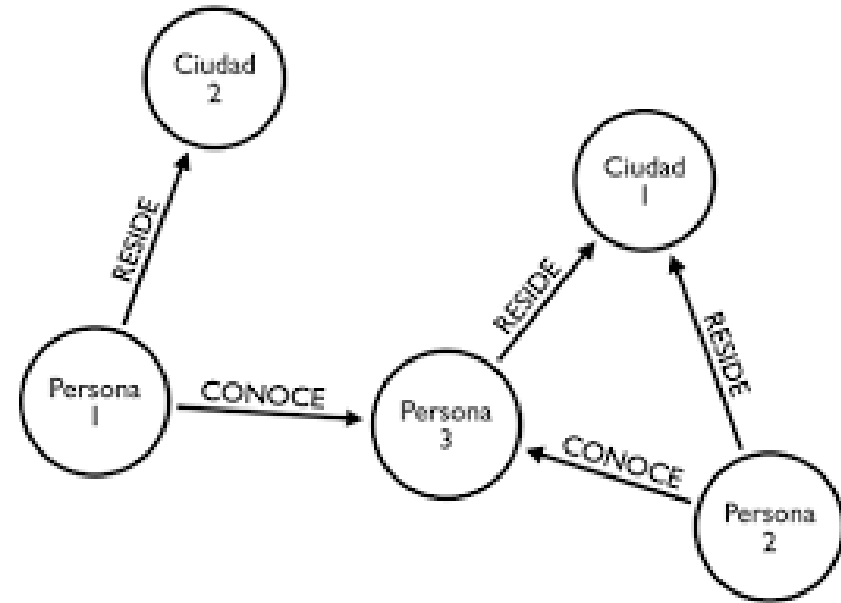 Ciudad
2
Ciudad
1
RESIDE
RESIDE
RESIDE
Persona
1
CONOCE
Persona
3
CONOCE
Persona
2